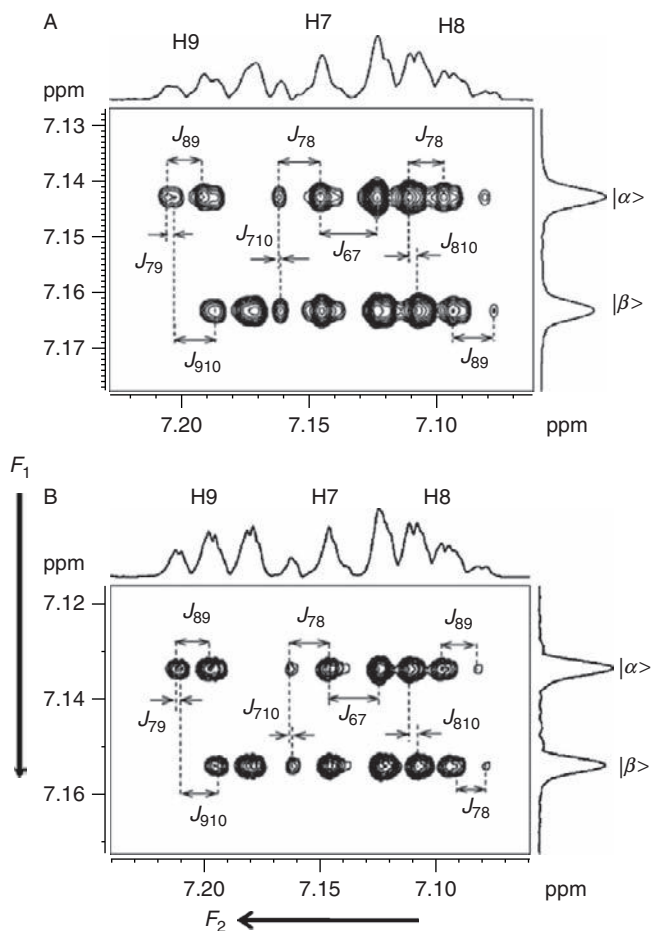 A
H9 H7 H8
ppm
7.13
J89 J78 J78
7.14
|α>
7.15
J79 J710 J67 J810
7.16
|β>
7.17
J910 J89
7.20 7.15 7.10 ppm
F1
B
H9 H7 H8
ppm
7.12
J89 J78 J89
|α>
7.14
J79 J710 J67 J810
7.16
|β>
J910 J78
7.20 7.15 7.10 ppm
F2